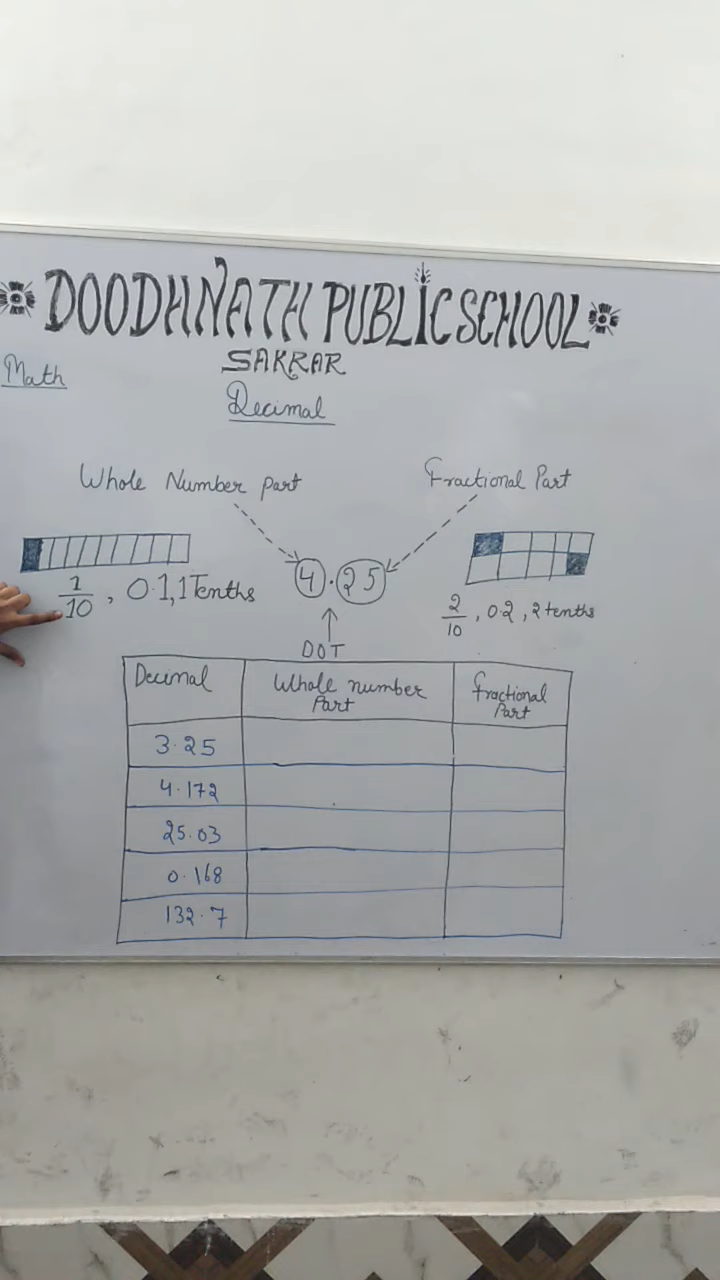 DOODHNATH PUBLIC SCHOOL
SAKRAR
Math
Decimal
Whole Number part
Fractional Part
4.25
1/10, 0.1, 1 Tenths
2/10, 0.2, 2 tenths
DOT
Decimal Whole number Part fractional Part
3.25
4.172
25.03
0.168
132.7